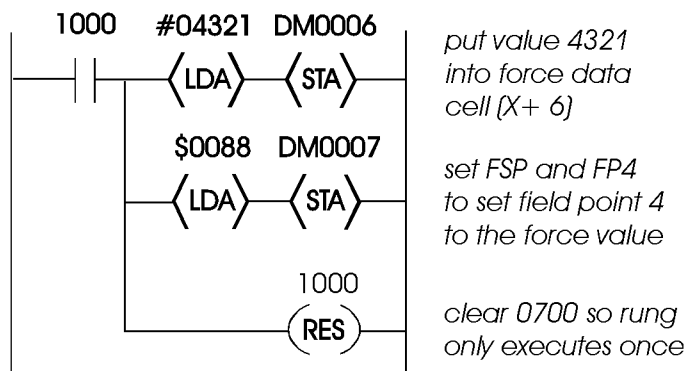 1000 #04321 DM0006
LDA STA
put value 4321
into force data
cell (X+ 6)
$0088 DM0007
LDA STA
set FSP and FP4
to set field point 4
to the force value
1000
RES
clear 0700 so rung
only executes once